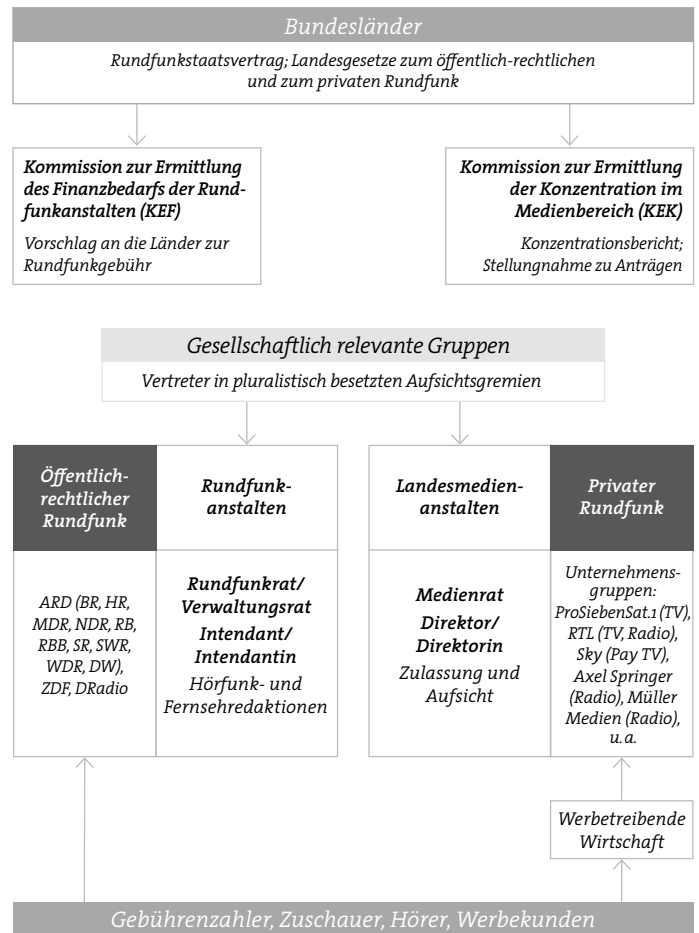 Bundesländer
Rundfunkstaatsvertrag; Landesgesetze zum öffentlich-rechtlichen
und zum privaten Rundfunk
Kommission zur Ermittlung
des Finanzbedarfs der Rund-
funkanstalten (KEF)
Vorschlag an die Länder zur
Rundfunkgebühr
Kommission zur Ermittlung
der Konzentration im
Medienbereich (KEK)
Konzentrationsbericht;
Stellungnahme zu Anträgen
Gesellschaftlich relevante Gruppen
Vertreter in pluralistisch besetzten Aufsichtsgremien
Öffentlich-
rechtlicher
Rundfunk
Rundfunk-
anstalten
Landesmedien-
anstalten
Privater
Rundfunk
ARD (BR, HR,
MDR, NDR, RB,
RBB, SR, SWR,
WDR, DW),
ZDF, DRadio
Rundfunkrat/
Verwaltungsrat
Intendant/
Intendantin
Hörfunk- und
Fernsehredaktionen
Medienrat
Direktor/
Direktorin
Zulassung und
Aufsicht
Unternehmens-
gruppen:
ProSiebenSat.1 (TV),
RTL (TV, Radio),
Sky (Pay TV),
Axel Springer
(Radio), Müller
Medien (Radio),
u. a.
Werbetreibende
Wirtschaft
Gebührenzahler, Zuschauer, Hörer, Werbekunden